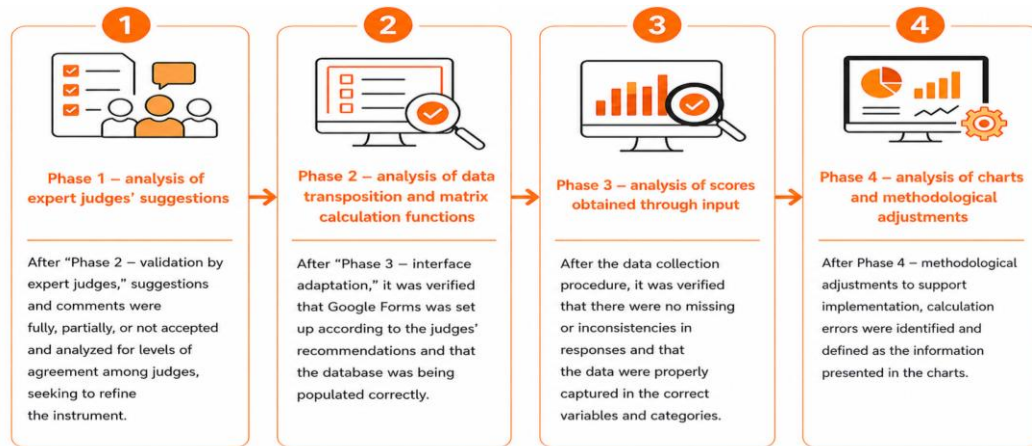 1
Phase 1 – analysis of
expert judges’ suggestions
After “Phase 2 – validation by
expert judges,” suggestions
and comments were
fully, partially, or not accepted
and analyzed for levels of
agreement among judges,
seeking to refine
the instrument.
2
Phase 2 – analysis of data
transposition and matrix
calculation functions
After “Phase 3 – interface
adaptation,” it was verified
that Google Forms was set
up according to the judges’
recommendations and that
the database was being
populated correctly.
3
Phase 3 – analysis of scores
obtained through input
After the data collection
procedure, it was verified
that there were no missing
or inconsistencies in
responses and that
the data were properly
captured in the correct
variables and categories.
4
Phase 4 – analysis of charts
and methodological
adjustments
After Phase 4 – methodological
adjustments to support
implementation, calculation
errors were identified and
defined as the information
presented in the charts.